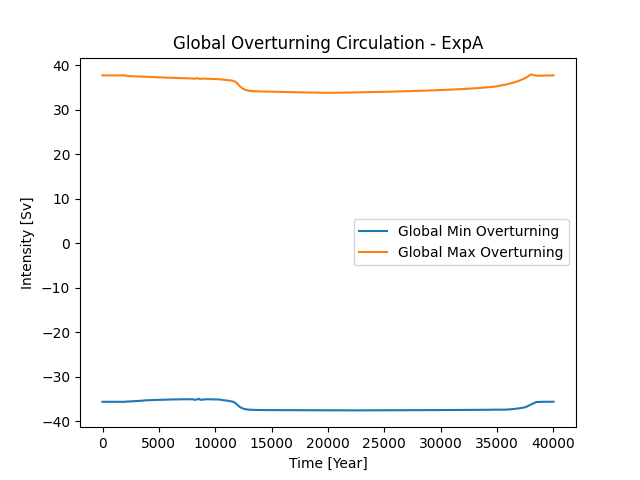 Global Overturning Circulation - ExpA
40
30
20
10
0
−10
−20
−30
−40
Intensity [Sv]
Global Min Overturning
Global Max Overturning
0 5000 10000 15000 20000 25000 30000 35000 40000
Time [Year]